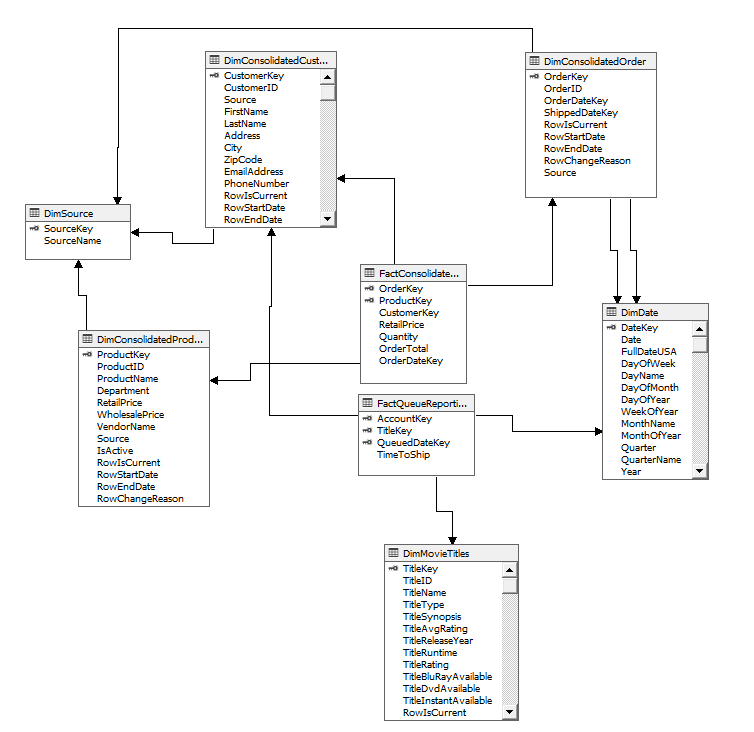 DimConsolidatedCust...
CustomerKey
CustomerID
Source
FirstName
LastName
Address
City
ZipCode
EmailAddress
PhoneNumber
RowIsCurrent
RowStartDate
RowEndDate
DimConsolidatedOrder
OrderKey
OrderID
OrderDateKey
ShippedDateKey
RowIsCurrent
RowStartDate
RowEndDate
RowChangeReason
Source
DimSource
SourceKey
SourceName
FactConsolidate...
OrderKey
ProductKey
CustomerKey
RetailPrice
Quantity
OrderTotal
OrderDateKey
DimDate
DateKey
Date
FullDateUSA
DayOfWeek
DayName
DayOfMonth
DayOfYear
WeekOfYear
MonthName
MonthOfYear
Quarter
QuarterName
Year
DimConsolidatedProd...
ProductKey
ProductID
ProductName
Department
RetailPrice
WholesalePrice
VendorName
Source
IsActive
RowIsCurrent
RowStartDate
RowEndDate
RowChangeReason
FactQueueReporti...
AccountKey
TitleKey
QueuedDateKey
TimeToShip
DimMovieTitles
TitleKey
TitleID
TitleName
TitleType
TitleSynopsis
TitleAvgRating
TitleReleaseYear
TitleRuntime
TitleRating
TitleBluRayAvailable
TitleDvdAvailable
TitleInstantAvailable
RowIsCurrent